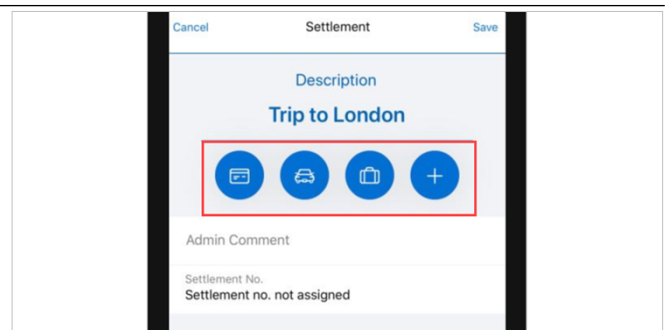 Cancel Settlement Save
Description
Trip to London
Admin Comment
Settlement No.
Settlement no. not assigned